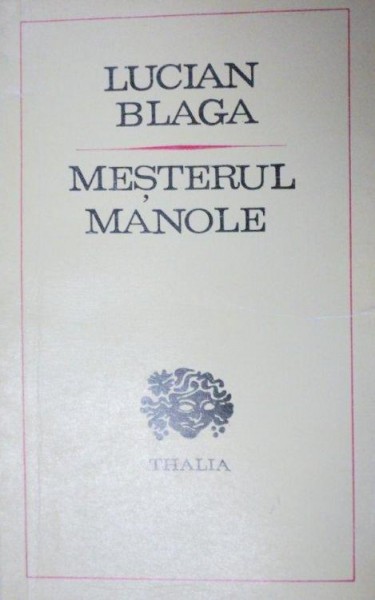 LUCIAN
BLAGA
MEȘTERUL
MANOLE
THALIA